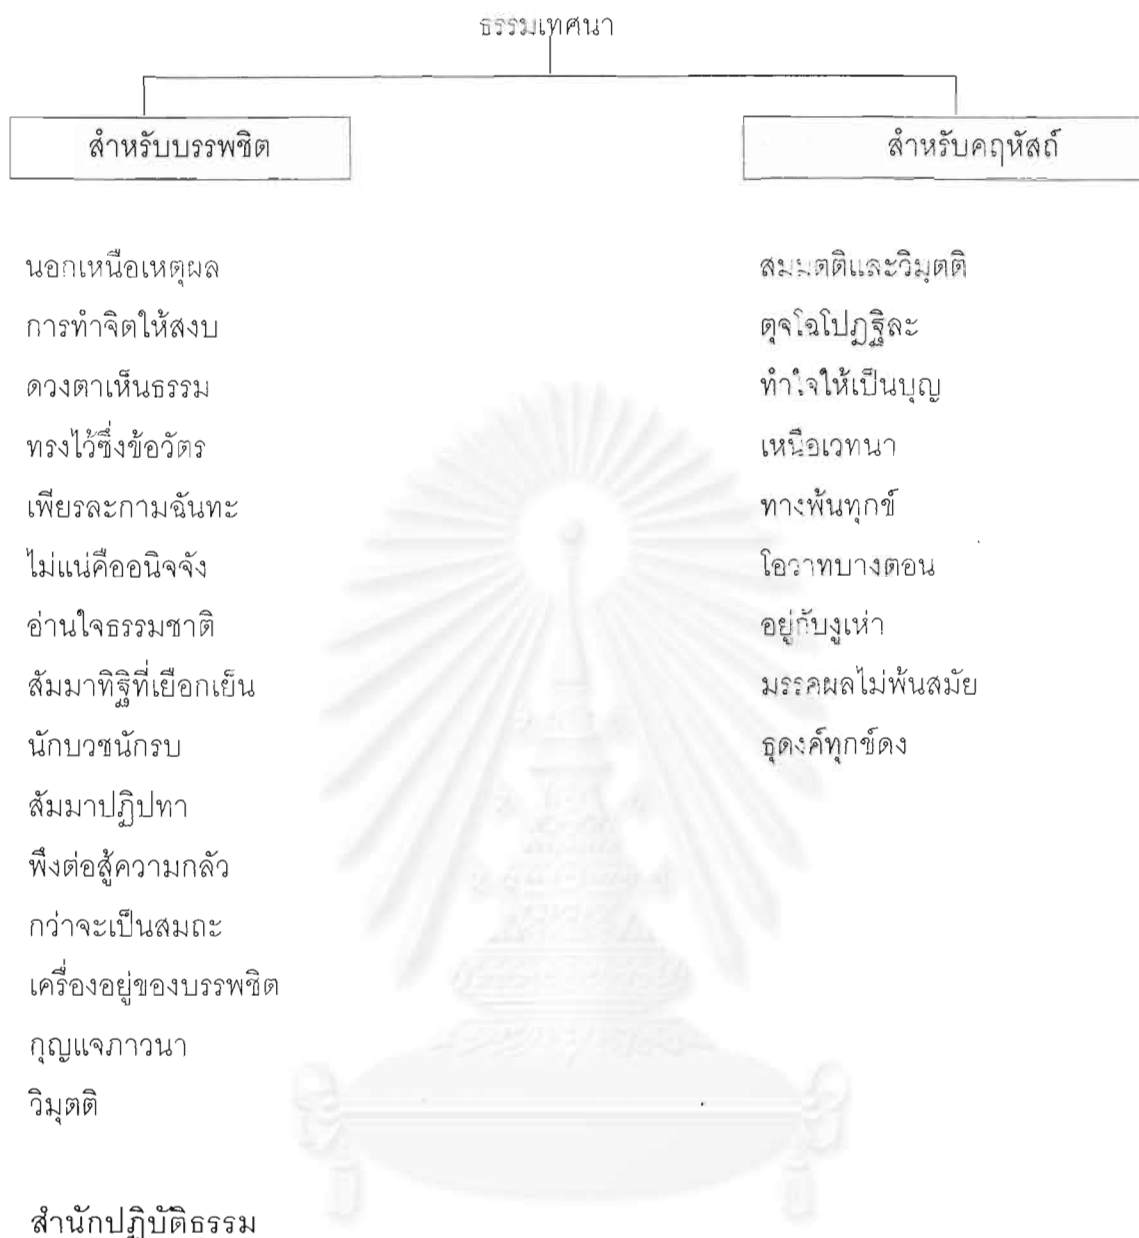 ธรรมเทศนา
สำหรับบรรพชิต
สำหรับคฤหัสถ์
นอกเหนือเหตุผล
การทำจิตให้สงบ
ดวงตาเห็นธรรม
ทรงไว้ซึ่งข้อวัตร
เพียรละกามฉันทะ
ไม่แน่คืออนิจจัง
อ่านใจธรรมชาติ
สัมมาทิฐิที่เยือกเย็น
นักบวชนักรบ
สัมมาปฏิปทา
พึงต่อสู้ความกลัว
กว่าจะเป็นสมถะ
เครื่องอยู่ของบรรพชิต
กุญแจภาวนา
วิมุตติ
สมมตติและวิมุตติ
ตุจโฉโปฏฐิละ
ทำใจให้เป็นบุญ
เหนือเวทนา
ทางพ้นทุกข์
โอวาทบางตอน
อยู่กับงูเห่า
มรรคผลไม่พ้นสมัย
ธุดงค์ทุกข์ดง
สำนักปฏิบัติธรรม